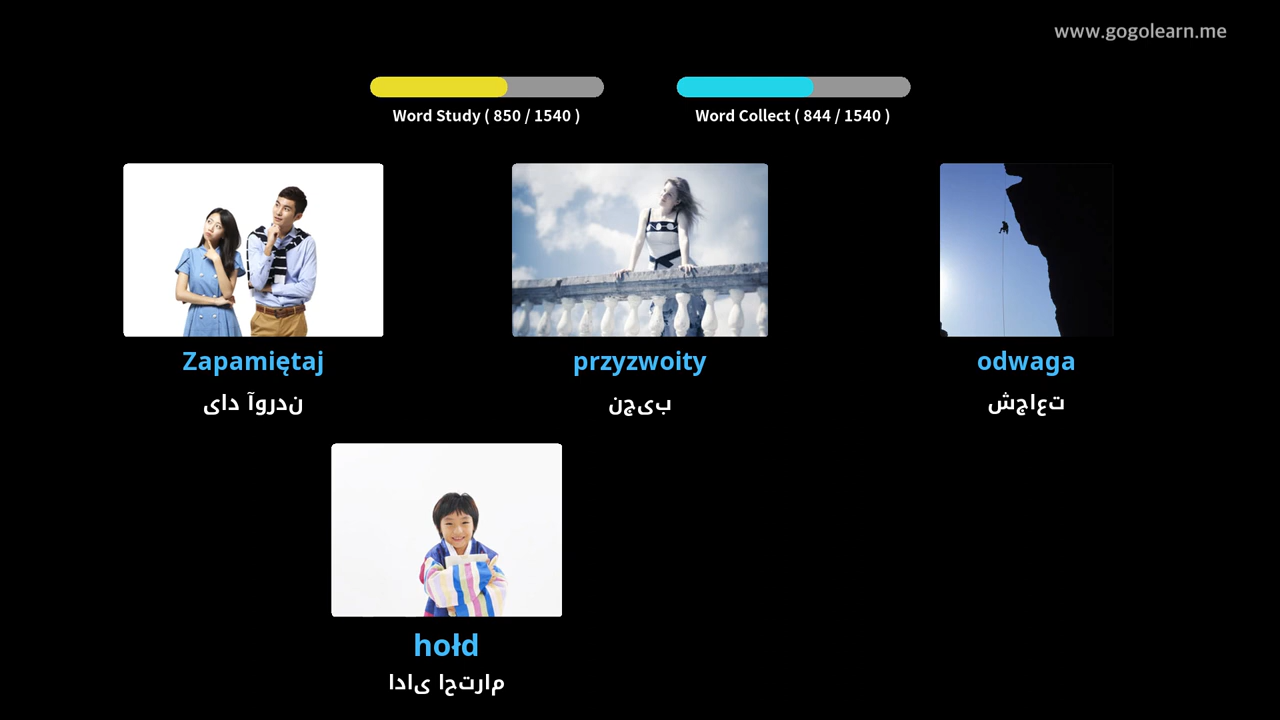 www.gogolearn.me
Word Study ( 850 / 1540 )
Word Collect ( 844 / 1540 )
Zapamiętaj
یاد آوردن
przyzwoity
نجیب
odwaga
شجاعت
hołd
ادای احترام